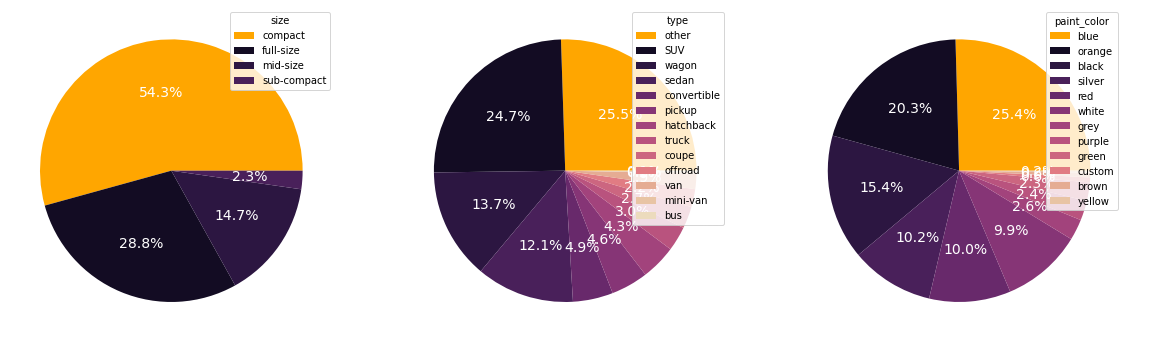 size
compact
full-size
mid-size
sub-compact
54.3%
28.8%
14.7%
2.3%
type
other
SUV
wagon
sedan
convertible
pickup
hatchback
truck
coupe
offroad
van
mini-van
bus
25.5%
24.7%
13.7%
12.1%
4.9%
4.6%
4.3%
3.0%
paint_color
blue
orange
black
silver
red
white
grey
purple
green
custom
brown
yellow
25.4%
20.3%
15.4%
10.2%
10.0%
9.9%
2.6%
2.4%
2.3%